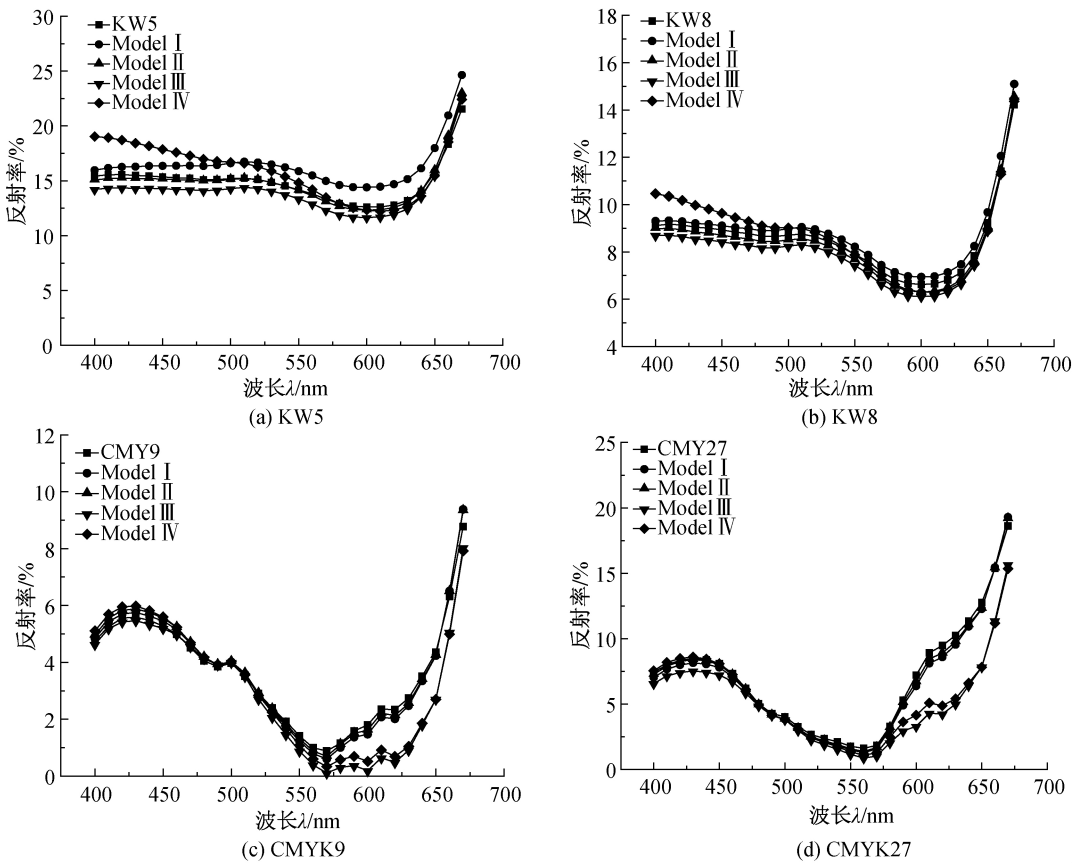 KW5
Model Ⅰ
Model Ⅱ
Model Ⅲ
Model Ⅳ
反射率/%
30
25
20
15
10
5
0
400 450 500 550 600 650 700
波长λ/nm
(a) KW5
KW8
Model Ⅰ
Model Ⅱ
Model Ⅲ
Model Ⅳ
反射率/%
18
16
14
12
10
8
6
4
400 450 500 550 600 650 700
波长λ/nm
(b) KW8
CMY9
Model Ⅰ
Model Ⅱ
Model Ⅲ
Model Ⅳ
反射率/%
12
10
8
6
4
2
0
400 450 500 550 600 650 700
波长λ/nm
(c) CMYK9
CMY27
Model Ⅰ
Model Ⅱ
Model Ⅲ
Model Ⅳ
反射率/%
25
20
15
10
5
0
400 450 500 550 600 650 700
波长λ/nm
(d) CMYK27